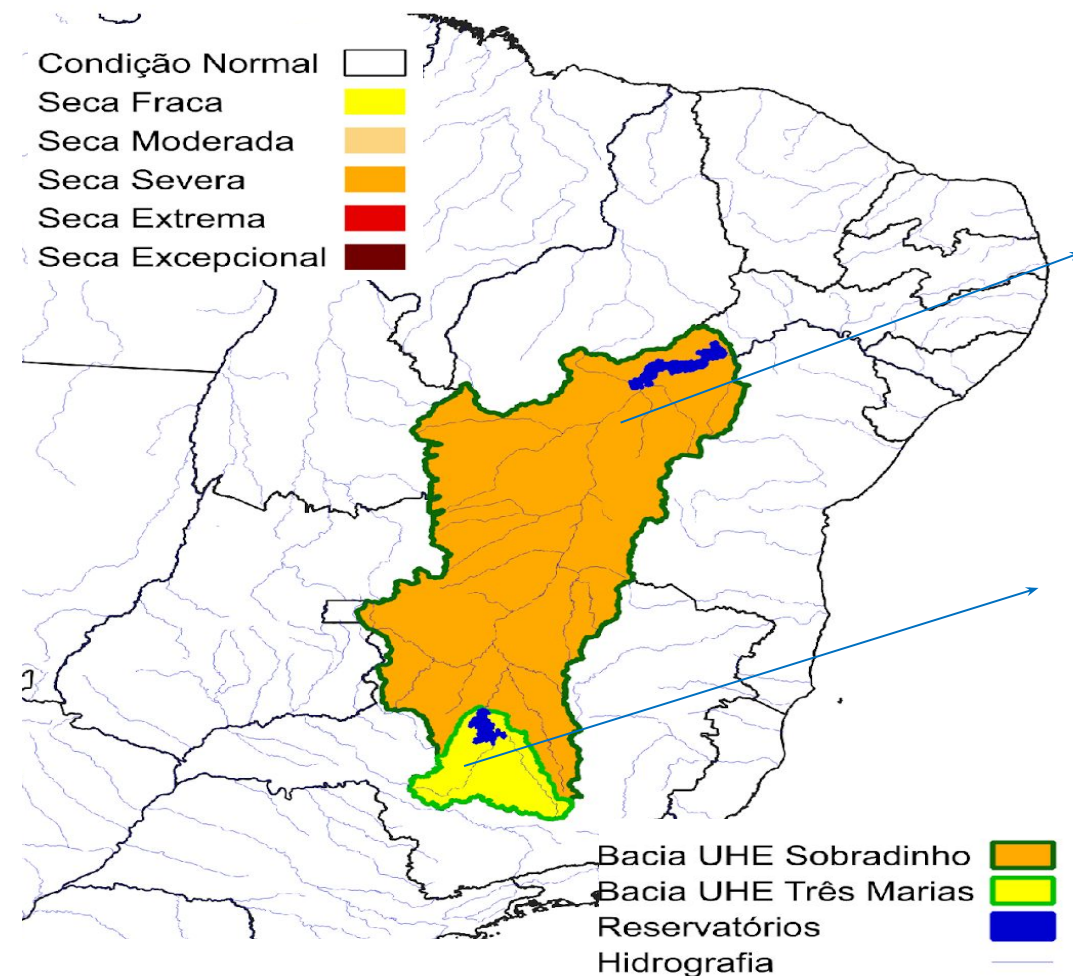 Condição Normal
Seca Fraca
Seca Moderada
Seca Severa
Seca Extrema
Seca Excepcional
Bacia UHE Sobradinho
Bacia UHE Três Marias
Reservatórios
Hidrografia